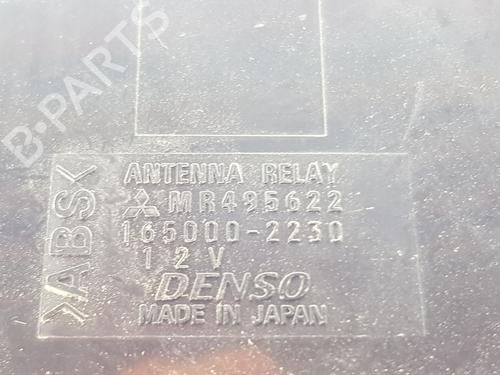 B-PARTS
ANTENNA RELAY
MR495622
165000-2230
12V
DENSO
MADE IN JAPAN
>ABS<